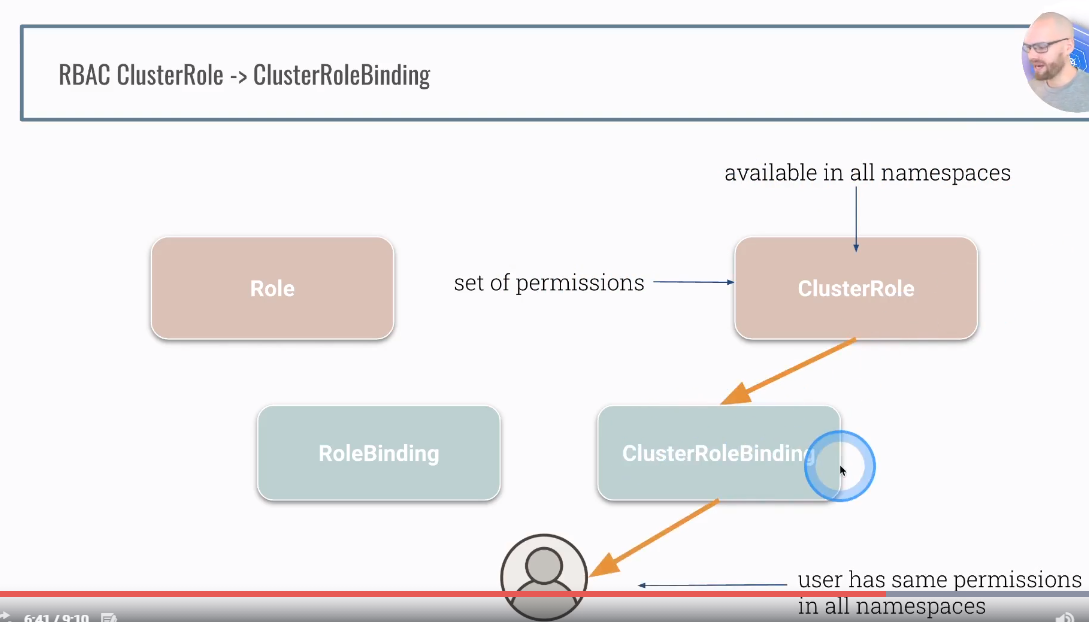 RBAC ClusterRole -> ClusterRoleBinding
available in all namespaces
Role
set of permissions
ClusterRole
RoleBinding
ClusterRoleBinding
user has same permissions
in all namespaces
6:41 / 9:10